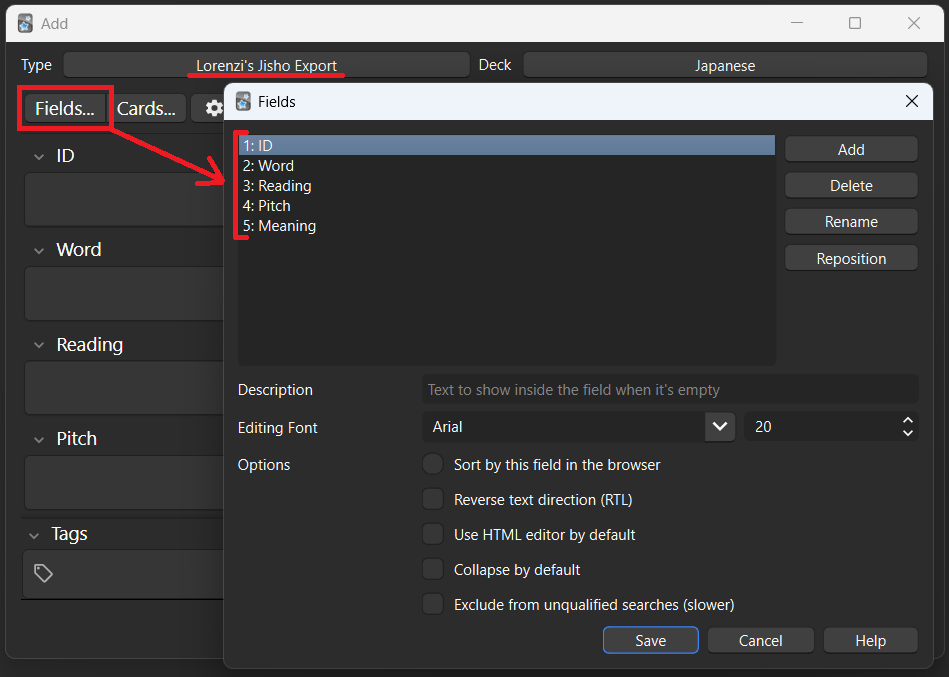 Add
Type Lorenzi's Jisho Export Deck Japanese
Fields... Cards...
Fields
ID
Word
Reading
Pitch
Tags
1: ID
2: Word
3: Reading
4: Pitch
5: Meaning
Add
Delete
Rename
Reposition
Description Text to show inside the field when it's empty
Editing Font Arial 20
Options Sort by this field in the browser
Reverse text direction (RTL)
Use HTML editor by default
Collapse by default
Exclude from unqualified searches (slower)
Save Cancel Help